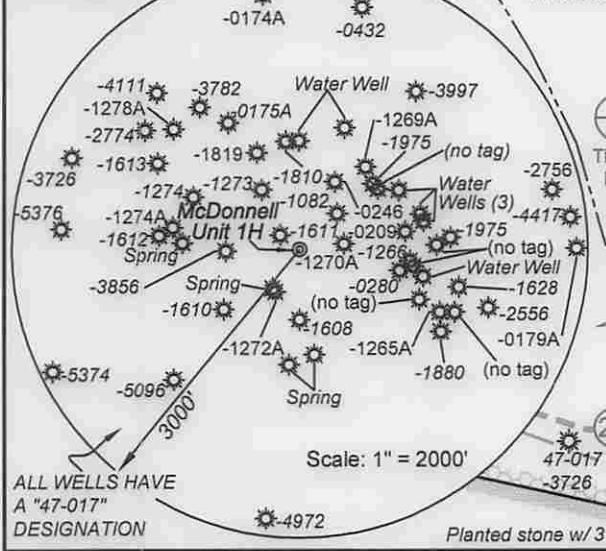 -0174A
-0432
-4111
-3782
Water Well
-3997
-1278A
-0175A
-1269A
-2774
-1975
(no tag)
-1819
-1613
-3726
-2756
-1810
-1274
-1273
Water
Wells (3)
-1082
-0246
-5376
-1274A
McDonnell
Unit 1H
-4417
-1611
-0209
-1975
-1612
Spring
-1266
(no tag)
-1270A
Water Well
-3856
Spring
-0280
-1628
(no tag)
-2556
-1610
1608
-0179A
-1272A
-1265A
-1880
(no tag)
-5374
-5096
Spring
3000'
Scale: 1" = 2000'
47-017
-3726
ALL WELLS HAVE
A "47-017"
DESIGNATION
-4972
Planted stone w/ 3